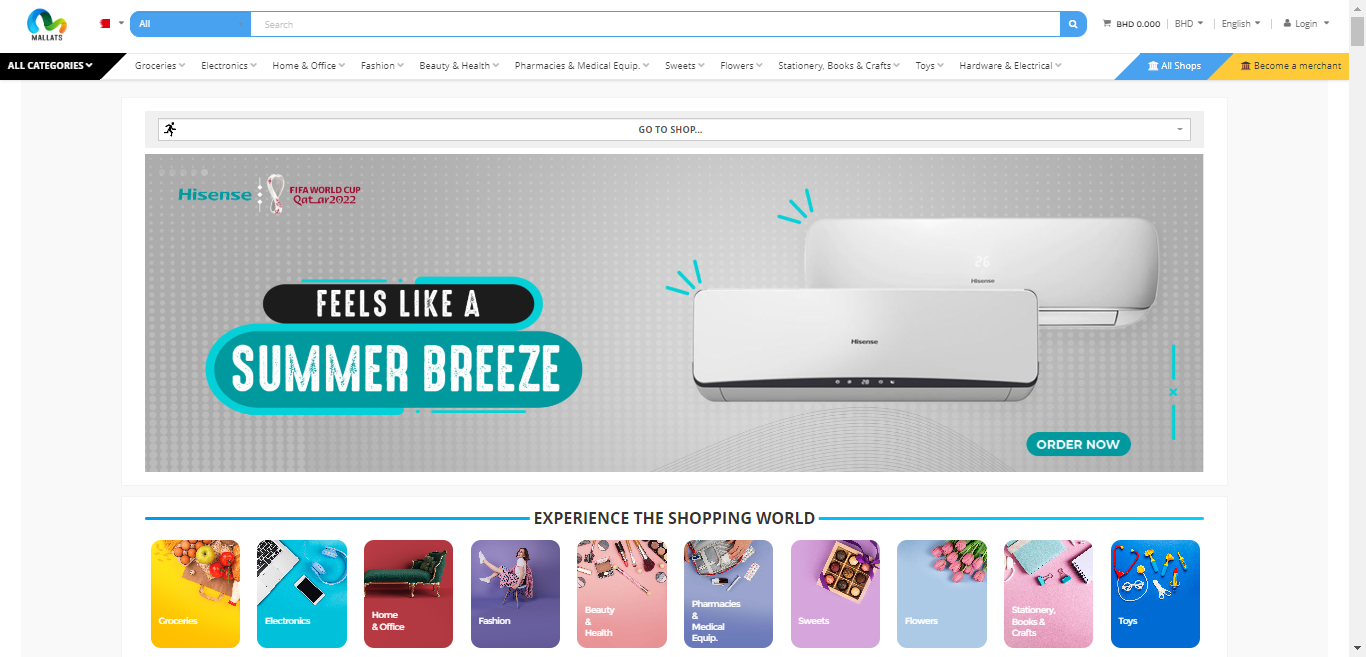 MALLATS
All
Search
BHD 0.000
BHD
English
Login
ALL CATEGORIES
Groceries
Electronics
Home & Office
Fashion
Beauty & Health
Pharmacies & Medical Equip.
Sweets
Flowers
Stationery, Books & Crafts
Toys
Hardware & Electrical
All Shops
Become a merchant
GO TO SHOP...
Hisense
FIFA WORLD CUP
Qatar2022
FEELS LIKE A
SUMMER BREEZE
26
Hisense
Hisense
26
ORDER NOW
EXPERIENCE THE SHOPPING WORLD
Groceries
Electronics
Home
& Office
Fashion
Beauty
&
Health
Pharmacies
&
Medical
Equip.
Sweets
Flowers
Stationery,
Books &
Crafts
Toys